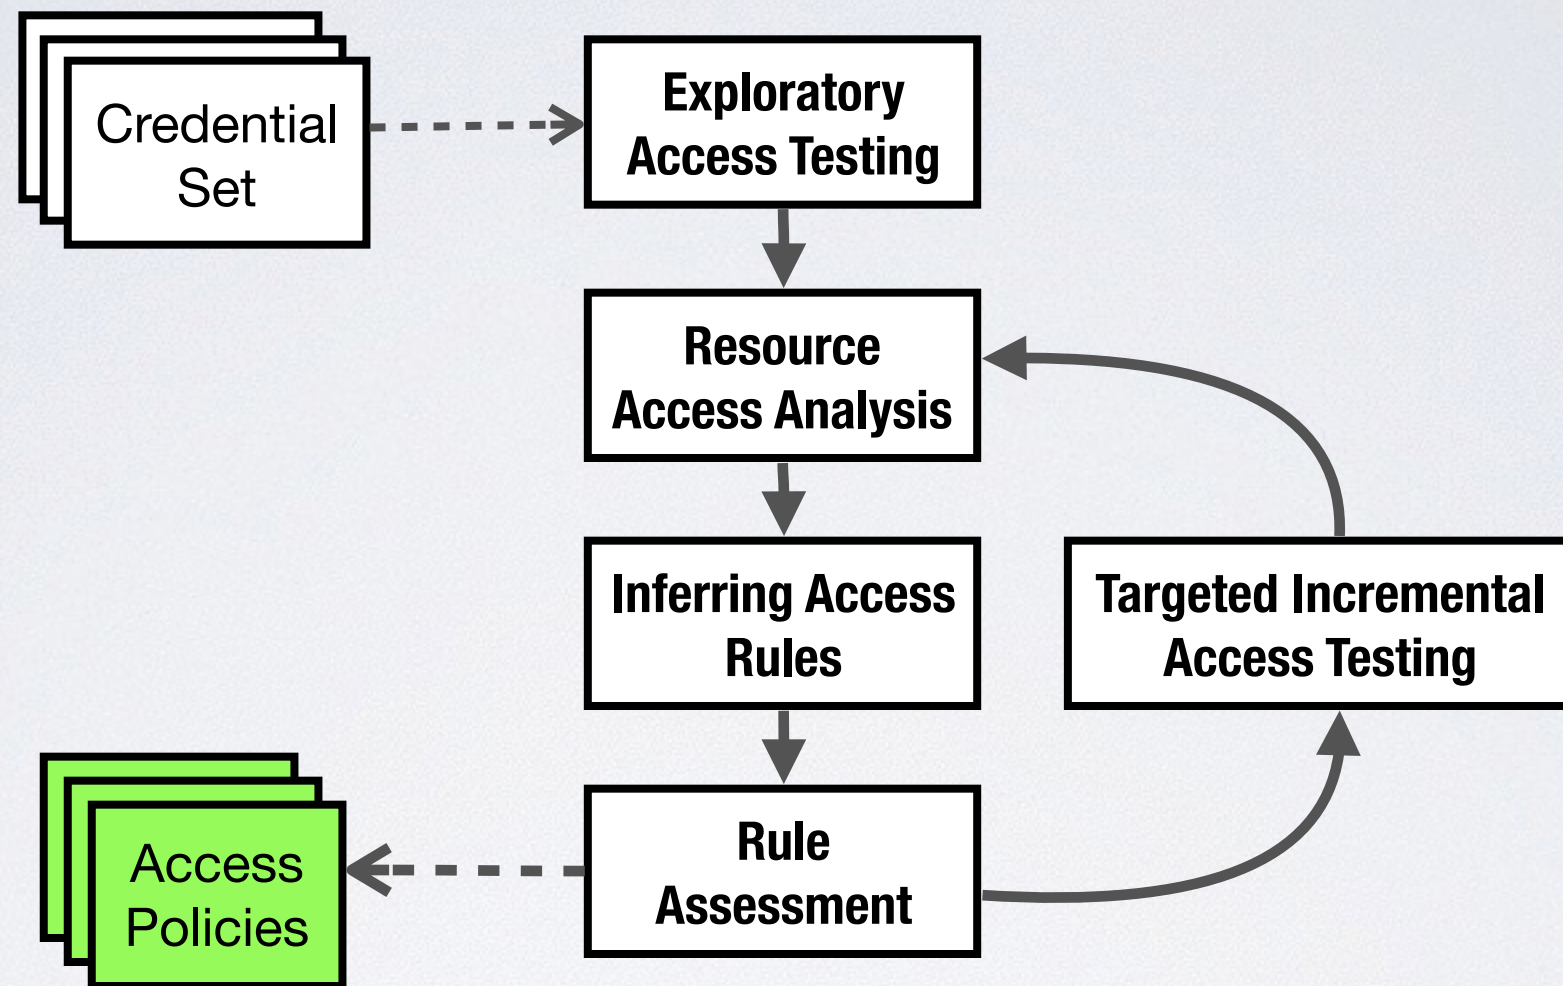 Credential
Set
Exploratory
Access Testing
Resource
Access Analysis
Inferring Access
Rules
Targeted Incremental
Access Testing
Rule
Assessment
Access
Policies